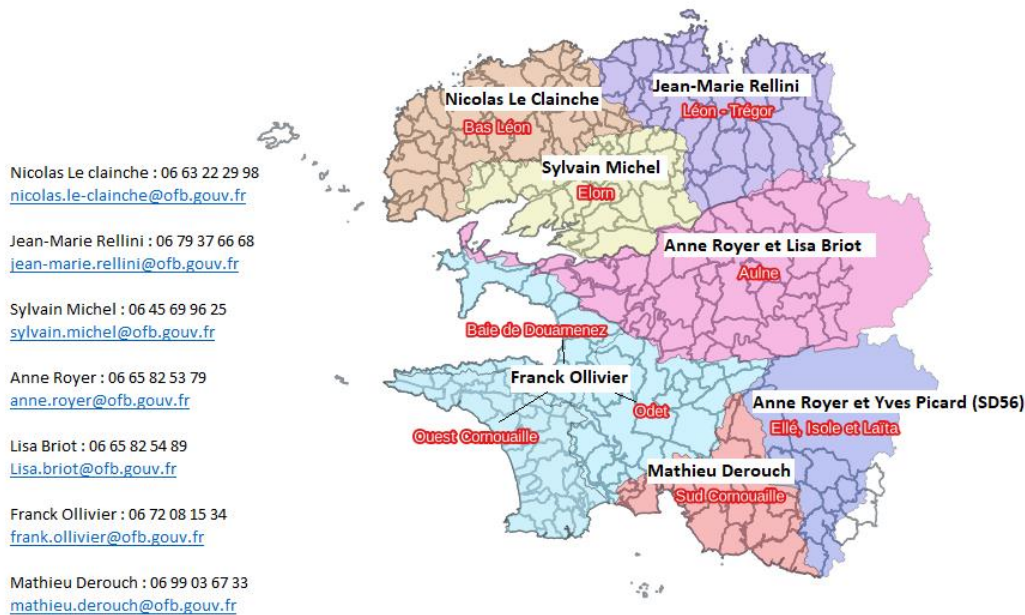 Nicolas Le clainche : 06 63 22 29 98
nicolas.le-clainche@ofb.gouv.fr
Jean-Marie Rellini : 06 79 37 66 68
jean-marie.rellini@ofb.gouv.fr
Sylvain Michel : 06 45 69 96 25
sylvain.michel@ofb.gouv.fr
Anne Royer : 06 65 82 53 79
anne.royer@ofb.gouv.fr
Lisa Briot : 06 65 82 54 89
Lisa.briot@ofb.gouv.fr
Franck Ollivier : 06 72 08 15 34
frank.ollivier@ofb.gouv.fr
Mathieu Derouch : 06 99 03 67 33
mathieu.derouch@ofb.gouv.fr
Nicolas Le Clainche
Bas Léon
Jean-Marie Rellini
Léon - Trégor
Sylvain Michel
Elorn
Anne Royer et Lisa Briot
Aulne
Baie de Douarnenez
Franck Ollivier
Odet
Ouest Cornouaille
Anne Royer et Yves Picard (SD56)
Ellé, Isole et Laïta
Mathieu Derouch
Sud Cornouaille